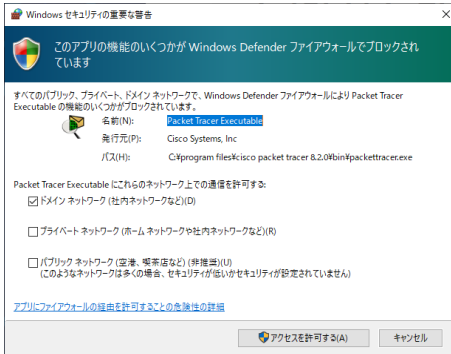 Windows セキュリティの重要な警告
このアプリの機能のいくつかが Windows Defender ファイアウォールでブロックされ
ています
すべてのパブリック、プライベート、ドメイン ネットワークで、Windows Defender ファイアウォールにより Packet Tracer
Executable の機能のいくつかがブロックされています。
名前(N): Packet Tracer Executable
発行元(P): Cisco Systems, Inc
パス(H): C:¥program files¥cisco packet tracer 8.2.0¥bin¥packettracer.exe
Packet Tracer Executable にこれらのネットワーク上での通信を許可する:
ドメイン ネットワーク (社内ネットワークなど)(D)
プライベート ネットワーク (ホーム ネットワークや社内ネットワークなど)(R)
パブリック ネットワーク (空港、喫茶店など) (非推奨)(U)
(このようなネットワークは多くの場合、セキュリティが低いかセキュリティが設定されていません)
アプリにファイアウォールの経由を許可することの危険性の詳細
アクセスを許可する(A) キャンセル